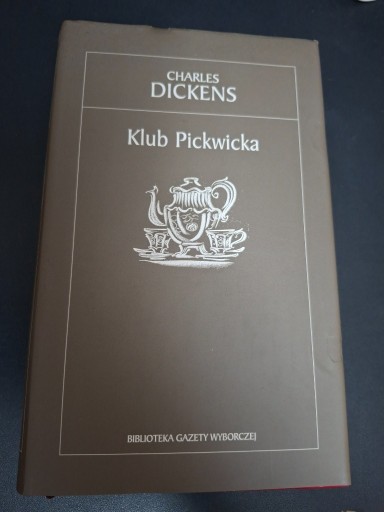 CHARLES
DICKENS
Klub Pickwicka
BIBLIOTEKA GAZETY WYBORCZEJ